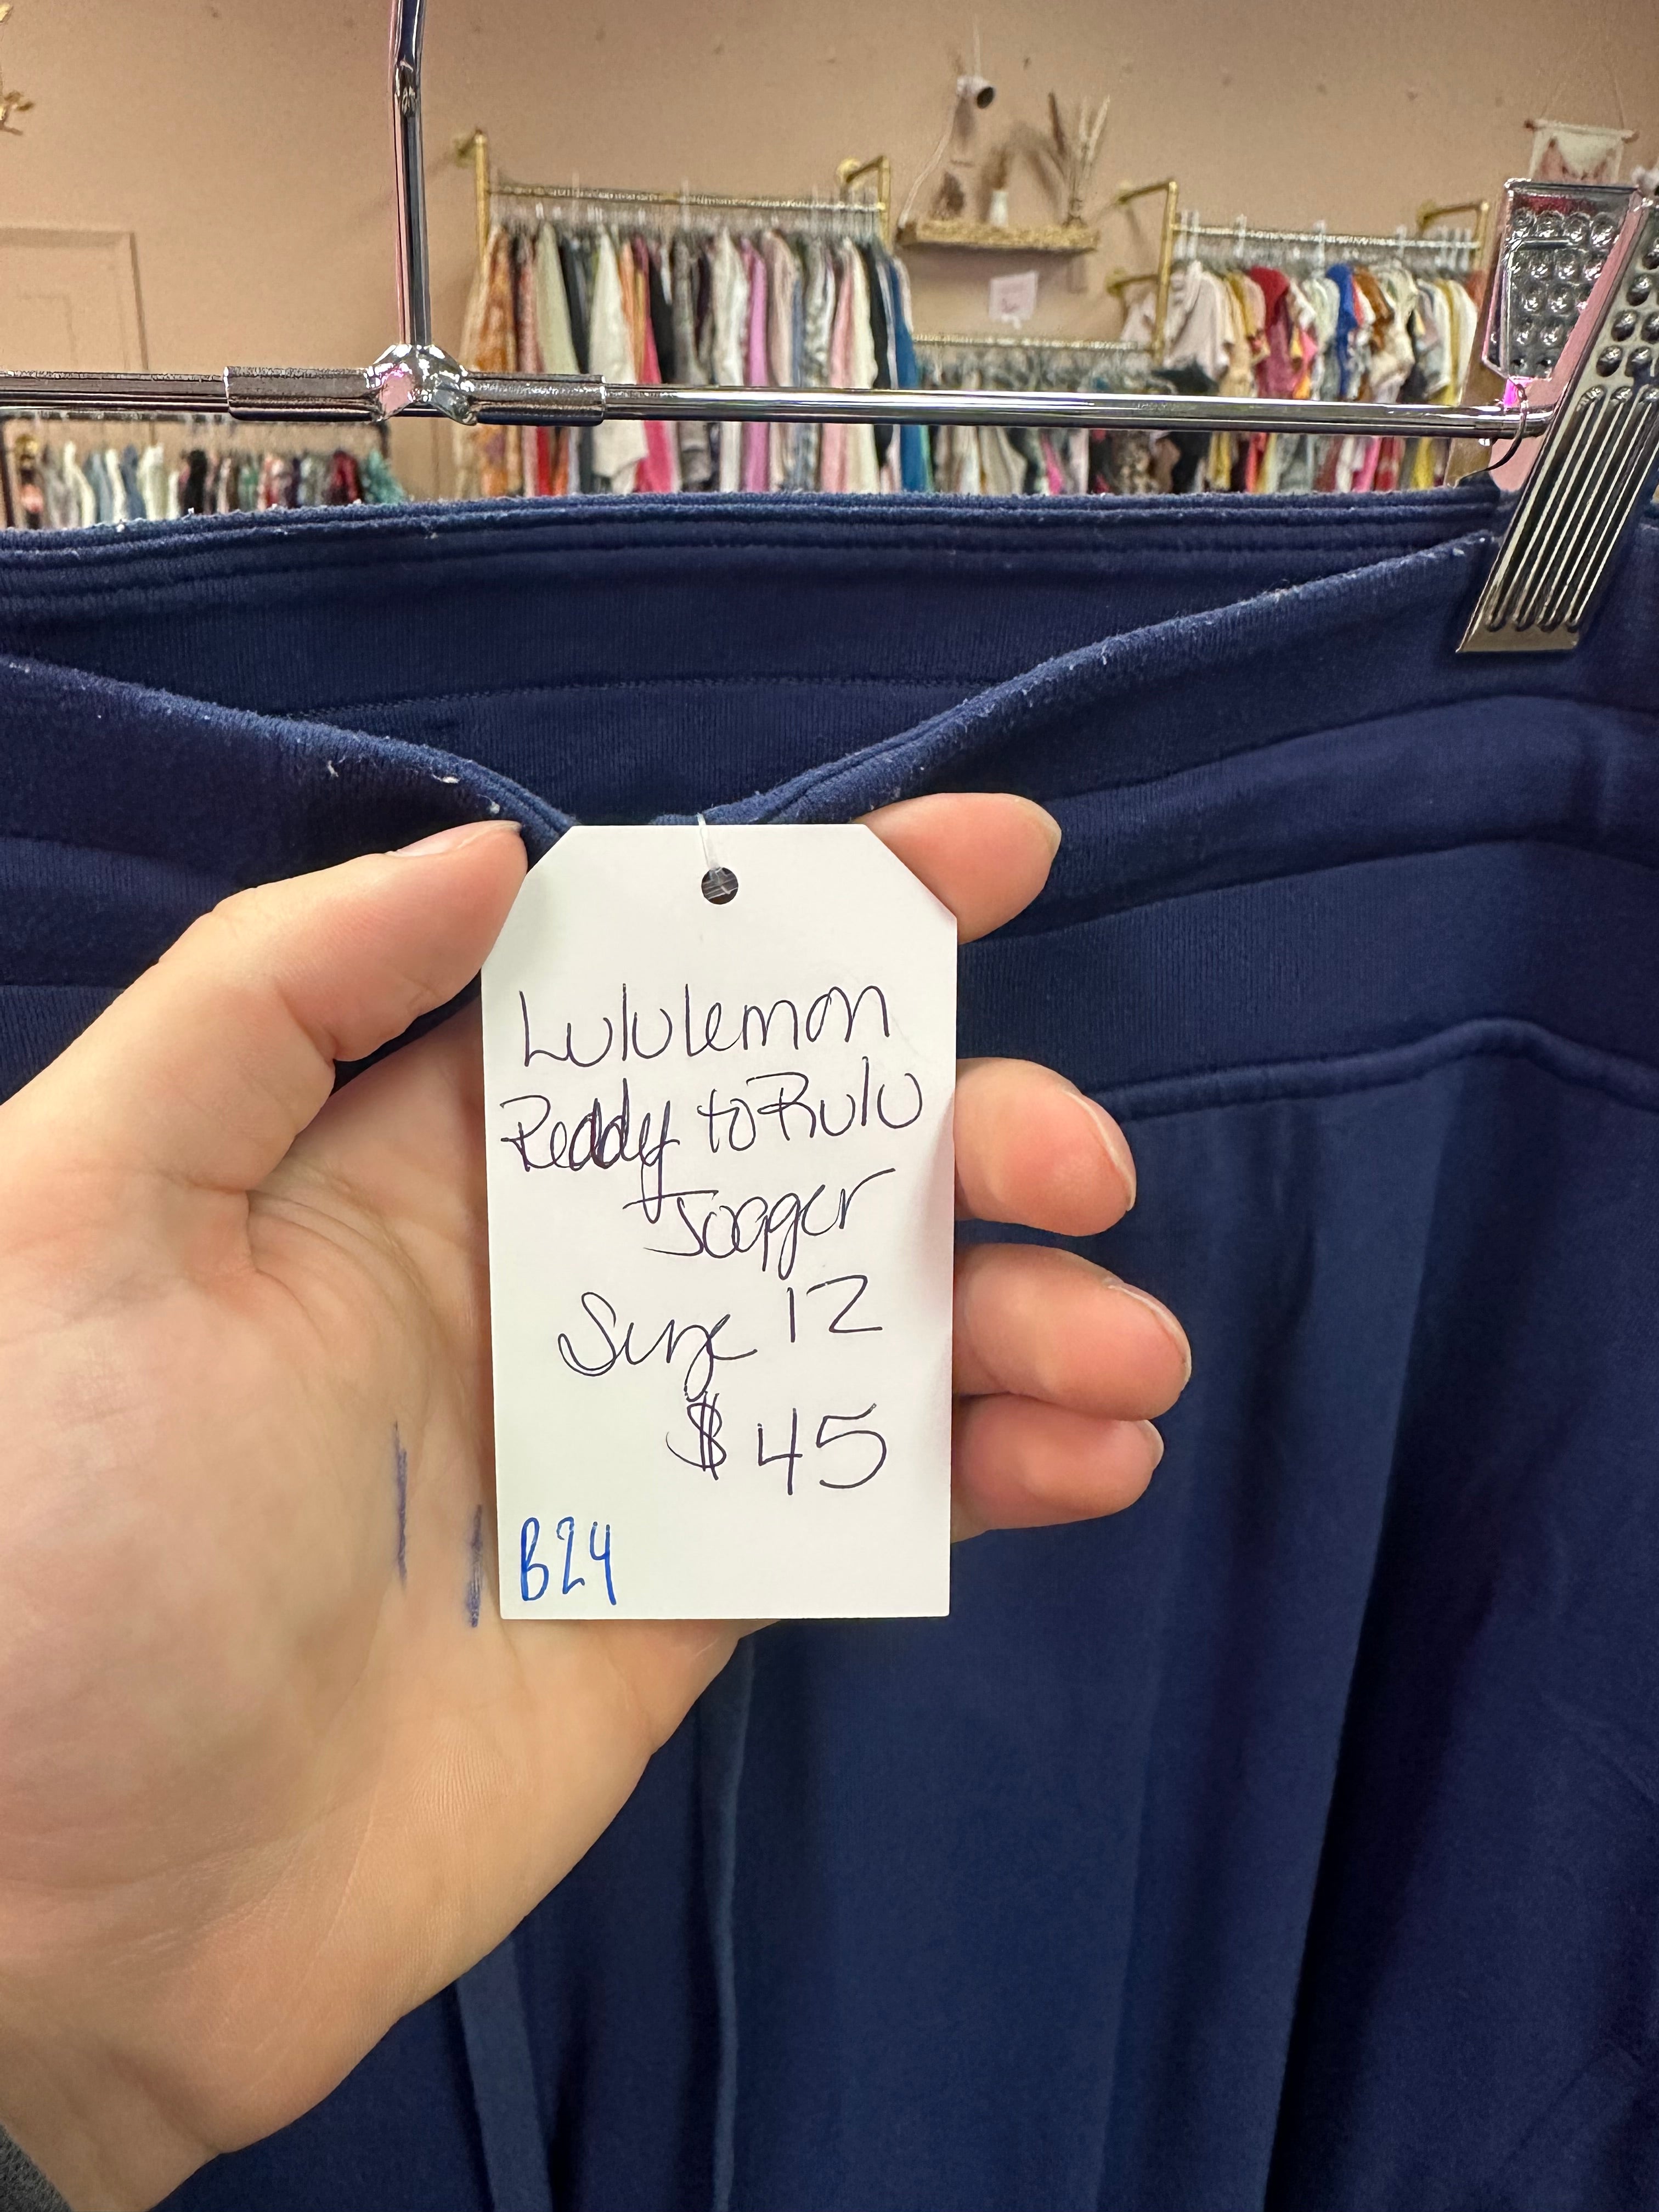 Lululemon
Ready to Rulu
Jogger
Size 12
$45
B24